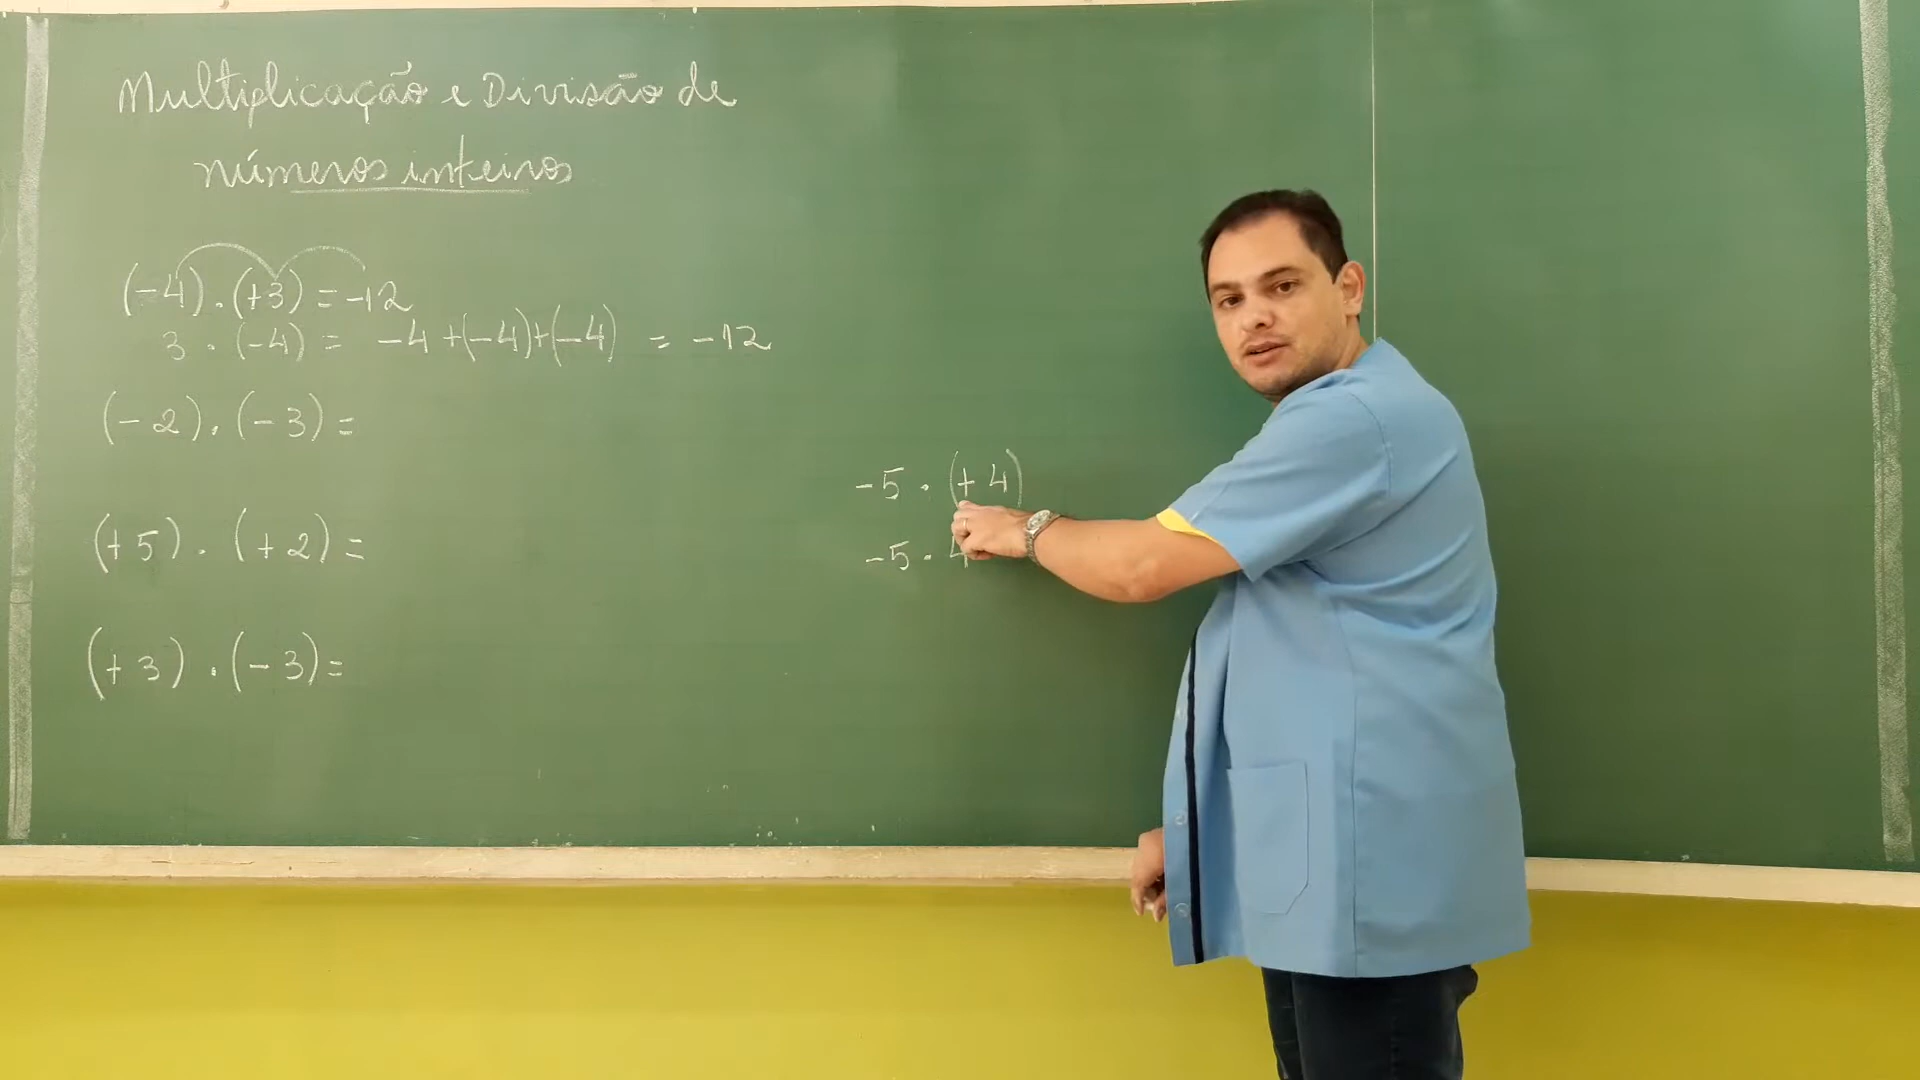 Multiplicação e Divisão de
números inteiros
(-4).(+3) = -12
3 . (-4) = -4 +(-4)+(-4) = -12
(-2).(-3) =
(+5) . (+2) =
(+3) .(-3) =
-5 . (+4)
-5 . 4